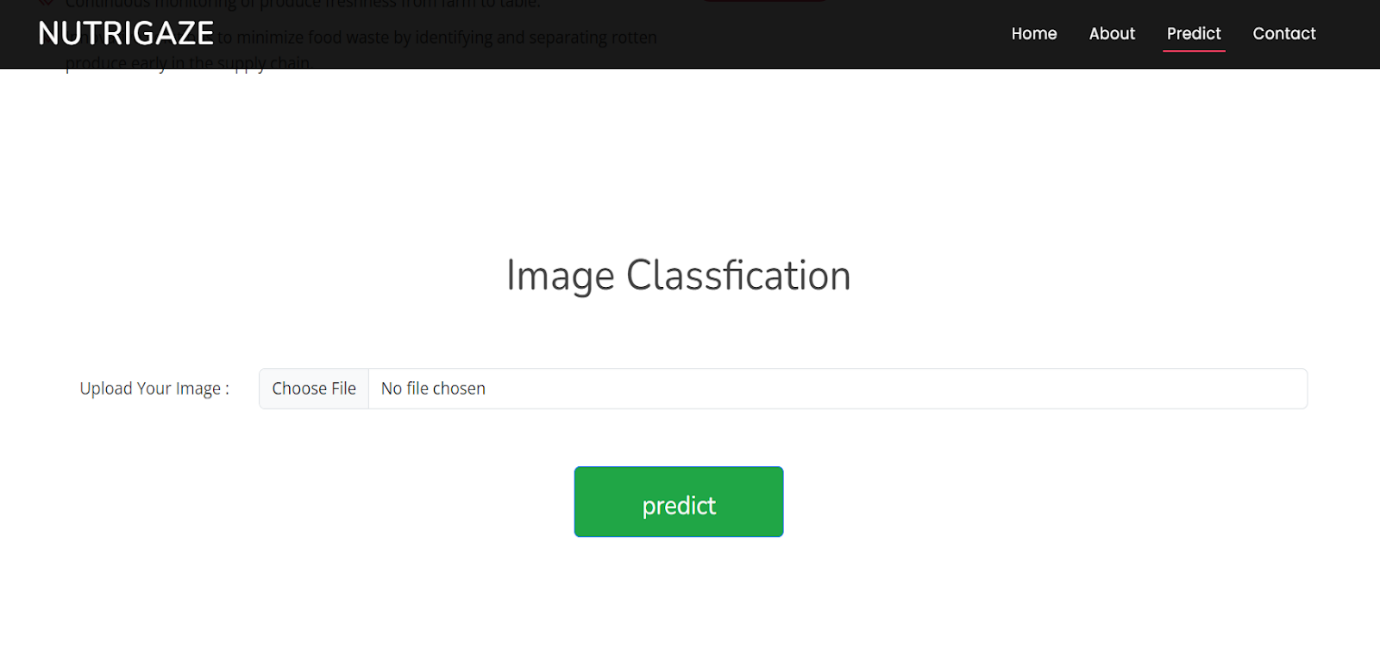 Continuous monitoring of produce freshness from farm to table.
NUTRIGAZE
to minimize food waste by identifying and separating rotten
produce early in the supply chain
Home
About
Predict
Contact
Image Classfication
Upload Your Image :
Choose File
No file chosen
predict